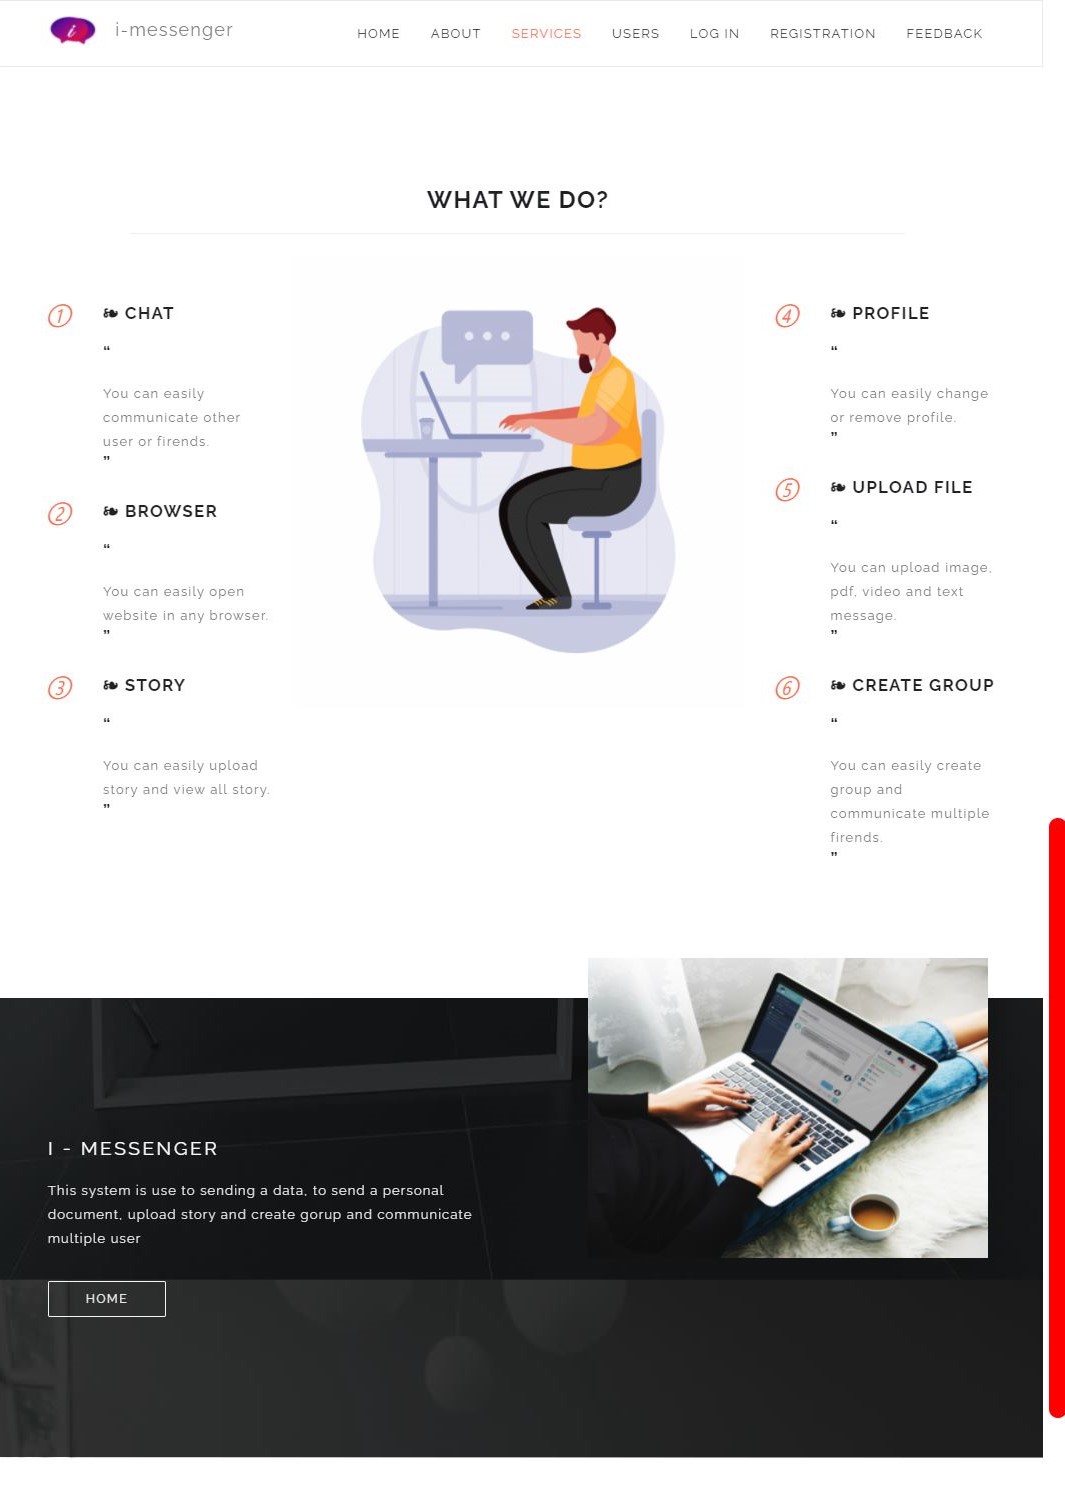 i-messenger
HOME ABOUT SERVICES USERS LOG IN REGISTRATION FEEDBACK
WHAT WE DO?
1 ❧ CHAT
“
You can easily
communicate other
user or firends.
”
2 ❧ BROWSER
“
You can easily open
website in any browser.
”
3 ❧ STORY
“
You can easily upload
story and view all story.
”
4 ❧ PROFILE
“
You can easily change
or remove profile.
”
5 ❧ UPLOAD FILE
“
You can upload image,
pdf, video and text
message.
”
6 ❧ CREATE GROUP
“
You can easily create
group and
communicate multiple
firends.
”
I - MESSENGER
This system is use to sending a data, to send a personal
document, upload story and create gorup and communicate
multiple user
HOME